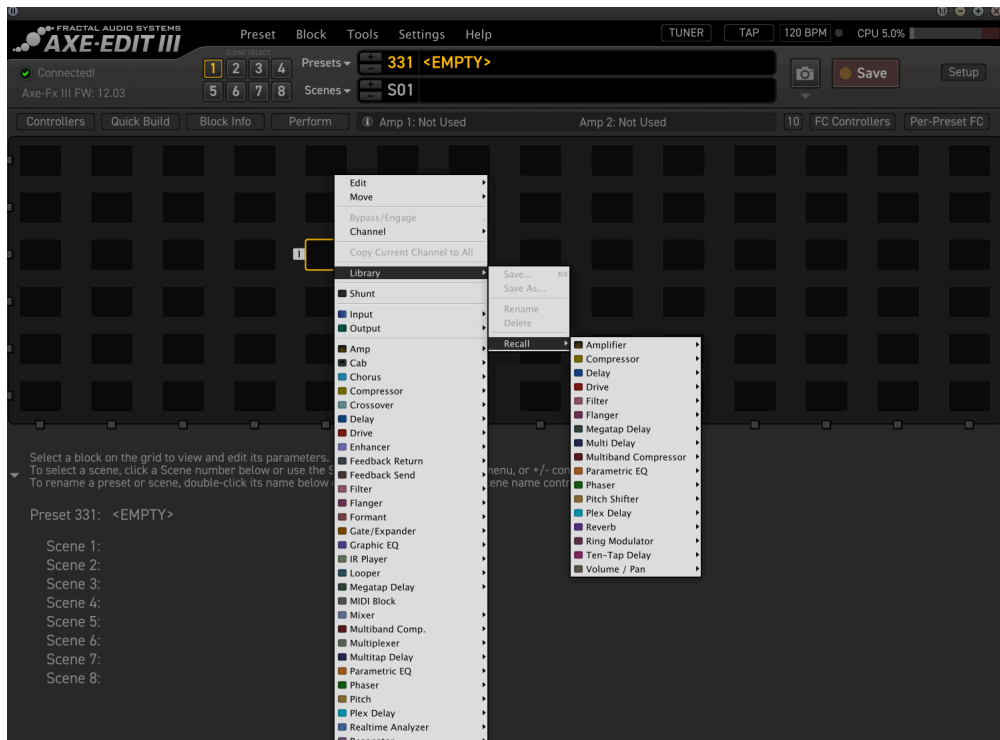 FRACTAL AUDIO SYSTEMS
AXE-EDIT III
Preset Block Tools Settings Help
TUNER TAP 120 BPM CPU 5.0%
SCENE SELECT
Connected!
Axe-Fx III FW: 12.03
1 2 3 4
5 6 7 8
Presets 331 <EMPTY>
Scenes S01
Save
Setup
Controllers Quick Build Block Info Perform Amp 1: Not Used Amp 2: Not Used 10 FC Controllers Per-Preset FC
I
Edit
Move
Bypass/Engage
Channel
Copy Current Channel to All
Library
Shunt
Input
Output
Amp
Cab
Chorus
Compressor
Crossover
Delay
Drive
Enhancer
Feedback Return
Feedback Send
Filter
Flanger
Formant
Gate/Expander
Graphic EQ
IR Player
Looper
Megatap Delay
MIDI Block
Mixer
Multiband Comp.
Multiplexer
Multitap Delay
Parametric EQ
Phaser
Pitch
Plex Delay
Realtime Analyzer
Save... ⌘S
Save As...
Rename
Delete
Recall
Amplifier
Compressor
Delay
Drive
Filter
Flanger
Megatap Delay
Multi Delay
Multiband Compressor
Parametric EQ
Phaser
Pitch Shifter
Plex Delay
Reverb
Ring Modulator
Ten-Tap Delay
Volume / Pan
Select a block on the grid to view and edit its parameters.
To select a scene, click a Scene number below or use the menu, or +/-
To rename a preset or scene, double-click its name below name
Preset 331: <EMPTY>
Scene 1:
Scene 2:
Scene 3:
Scene 4:
Scene 5:
Scene 6:
Scene 7:
Scene 8: